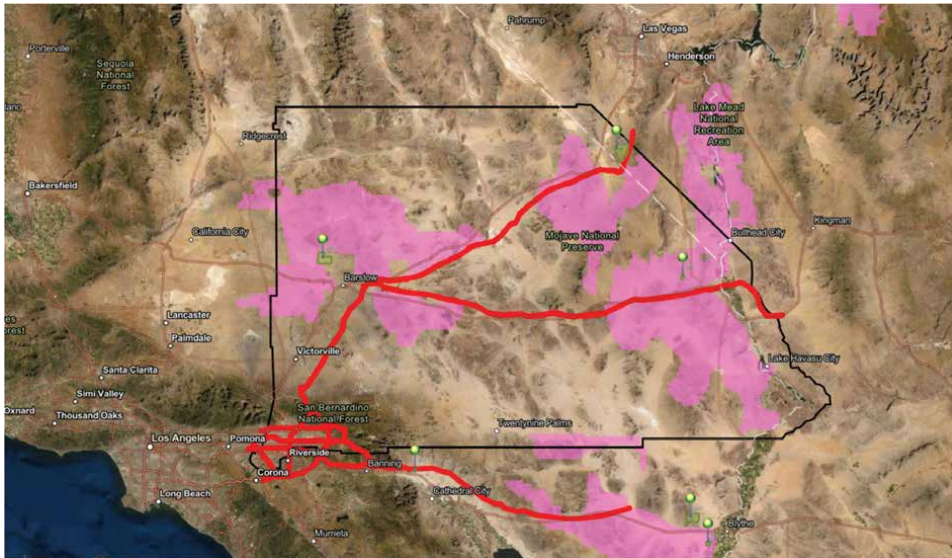 Pahrump
Las Vegas
Henderson
Porterville
Sequoia
National
Forest
Lake Mead
National
Recreation
Area
Ridgecrest
Bakersfield
California City
Mojave National
Preserve
Kingman
Bullhead City
Barstow
Lancaster
Palmdale
Victorville
Lake Havasu City
Santa Clarita
Simi Valley
Oxnard
Thousand Oaks
San Bernardino
National Forest
Twentynine Palms
Los Angeles
Pomona
Riverside
Banning
Corona
Cathedral City
Long Beach
Blythe
Murrieta